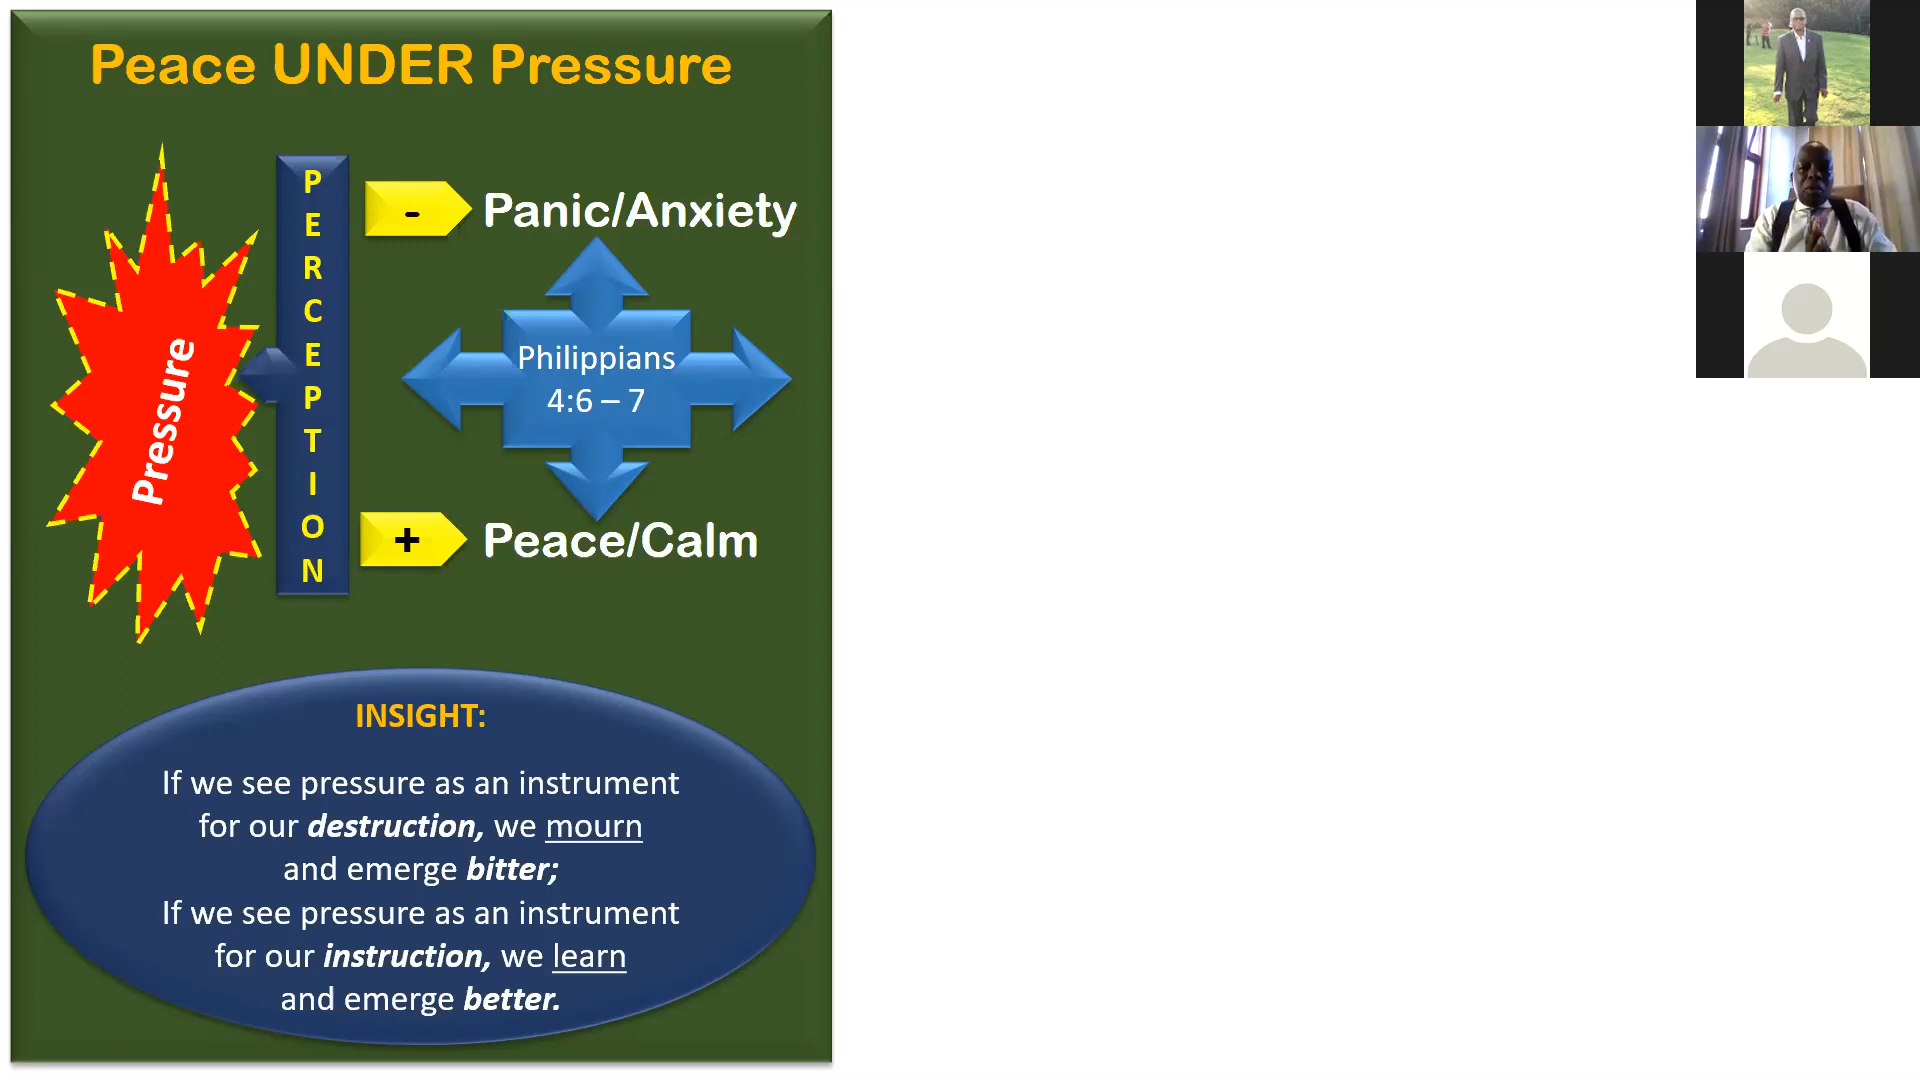 Peace UNDER Pressure
Pressure
PERCEPTION
-
Panic/Anxiety
Philippians
4:6 – 7
+
Peace/Calm
INSIGHT:
If we see pressure as an instrument
for our destruction, we mourn
and emerge bitter;
If we see pressure as an instrument
for our instruction, we learn
and emerge better.